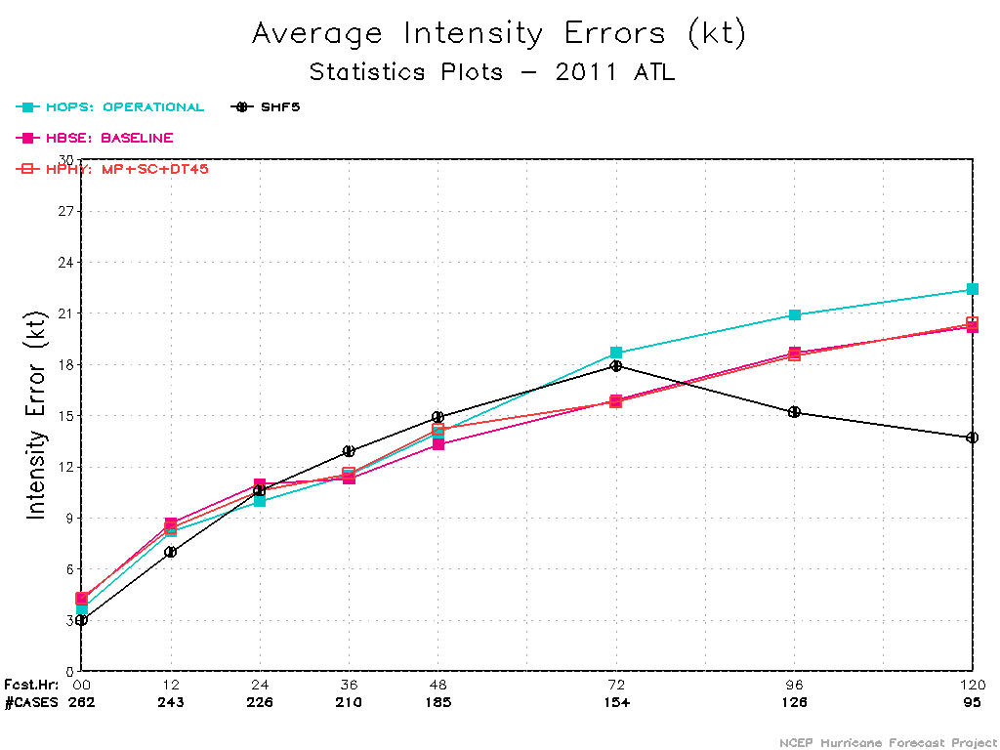 Average Intensity Errors (kt)
Statistics Plots – 2011 ATL
HOPS: OPERATIONAL SHF5
HBSE: BASELINE
HPHY: MP+SC+DT45
30
27
24
21
18
15
12
9
6
3
0
Intensity Error (kt)
Fcst.Hr: 00 12 24 36 48 72 96 120
#CASES 262 243 226 210 185 154 126 95
NCEP Hurricane Forecast Project